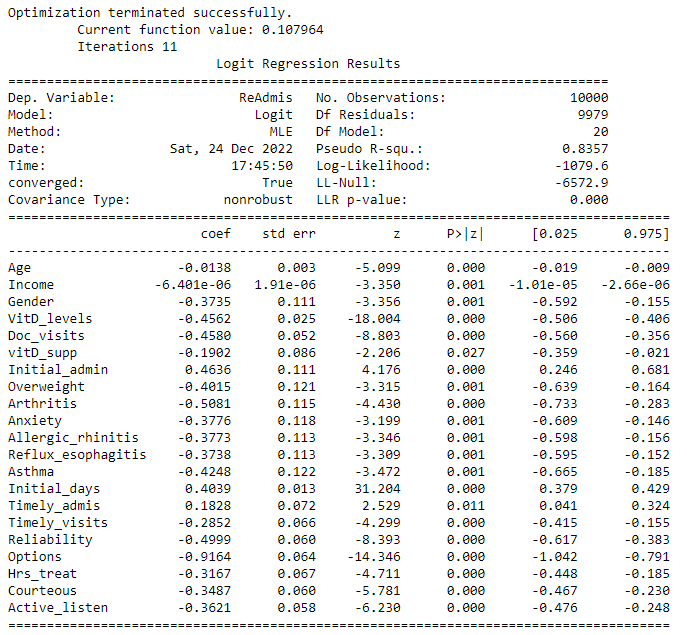 Optimization terminated successfully.
         Current function value: 0.107964
         Iterations 11
                           Logit Regression Results
==============================================================================
Dep. Variable:                ReAdmis   No. Observations:                10000
Model:                          Logit   Df Residuals:                     9979
Method:                           MLE   Df Model:                           20
Date:                Sat, 24 Dec 2022   Pseudo R-squ.:                  0.8357
Time:                        17:45:50   Log-Likelihood:                -1079.6
converged:                       True   LL-Null:                       -6572.9
Covariance Type:            nonrobust   LLR p-value:                     0.000
======================================================================================
                         coef    std err          z      P>|z|      [0.025      0.975]
--------------------------------------------------------------------------------------
Age                   -0.0138      0.003     -5.099      0.000      -0.019      -0.009
Income             -6.401e-06   1.91e-06     -3.350      0.001   -1.01e-05   -2.66e-06
Gender                -0.3735      0.111     -3.356      0.001      -0.592      -0.155
VitD_levels           -0.4562      0.025    -18.004      0.000      -0.506      -0.406
Doc_visits            -0.4580      0.052     -8.803      0.000      -0.560      -0.356
vitD_supp             -0.1902      0.086     -2.206      0.027      -0.359      -0.021
Initial_admin          0.4636      0.111      4.176      0.000       0.246       0.681
Overweight            -0.4015      0.121     -3.315      0.001      -0.639      -0.164
Arthritis             -0.5081      0.115     -4.430      0.000      -0.733      -0.283
Anxiety               -0.3776      0.118     -3.199      0.001      -0.609      -0.146
Allergic_rhinitis     -0.3773      0.113     -3.346      0.001      -0.598      -0.156
Reflux_esophagitis    -0.3738      0.113     -3.309      0.001      -0.595      -0.152
Asthma                -0.4248      0.122     -3.472      0.001      -0.665      -0.185
Initial_days           0.4039      0.013     31.204      0.000       0.379       0.429
Timely_admis           0.1828      0.072      2.529      0.011       0.041       0.324
Timely_visits         -0.2852      0.066     -4.299      0.000      -0.415      -0.155
Reliability           -0.4999      0.060     -8.393      0.000      -0.617      -0.383
Options               -0.9164      0.064    -14.346      0.000      -1.042      -0.791
Hrs_treat             -0.3167      0.067     -4.711      0.000      -0.448      -0.185
Courteous             -0.3487      0.060     -5.781      0.000      -0.467      -0.230
Active_listen         -0.3621      0.058     -6.230      0.000      -0.476      -0.248
======================================================================================